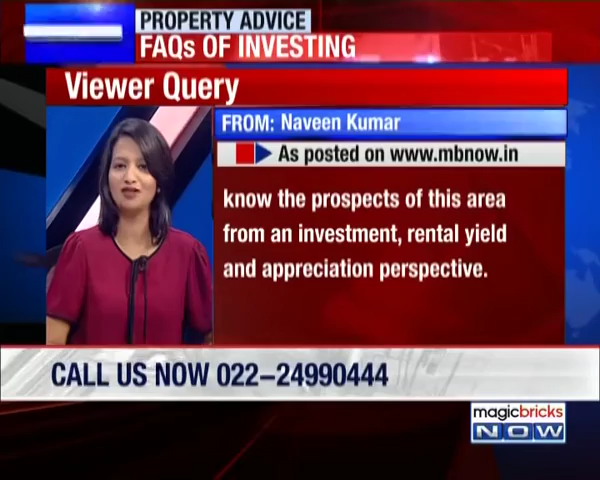 PROPERTY ADVICE
FAQs OF INVESTING
Viewer Query
FROM: Naveen Kumar
As posted on www.mbnow.in
know the prospects of this area
from an investment, rental yield
and appreciation perspective.
CALL US NOW 022–24990444
magicbricks
NOW